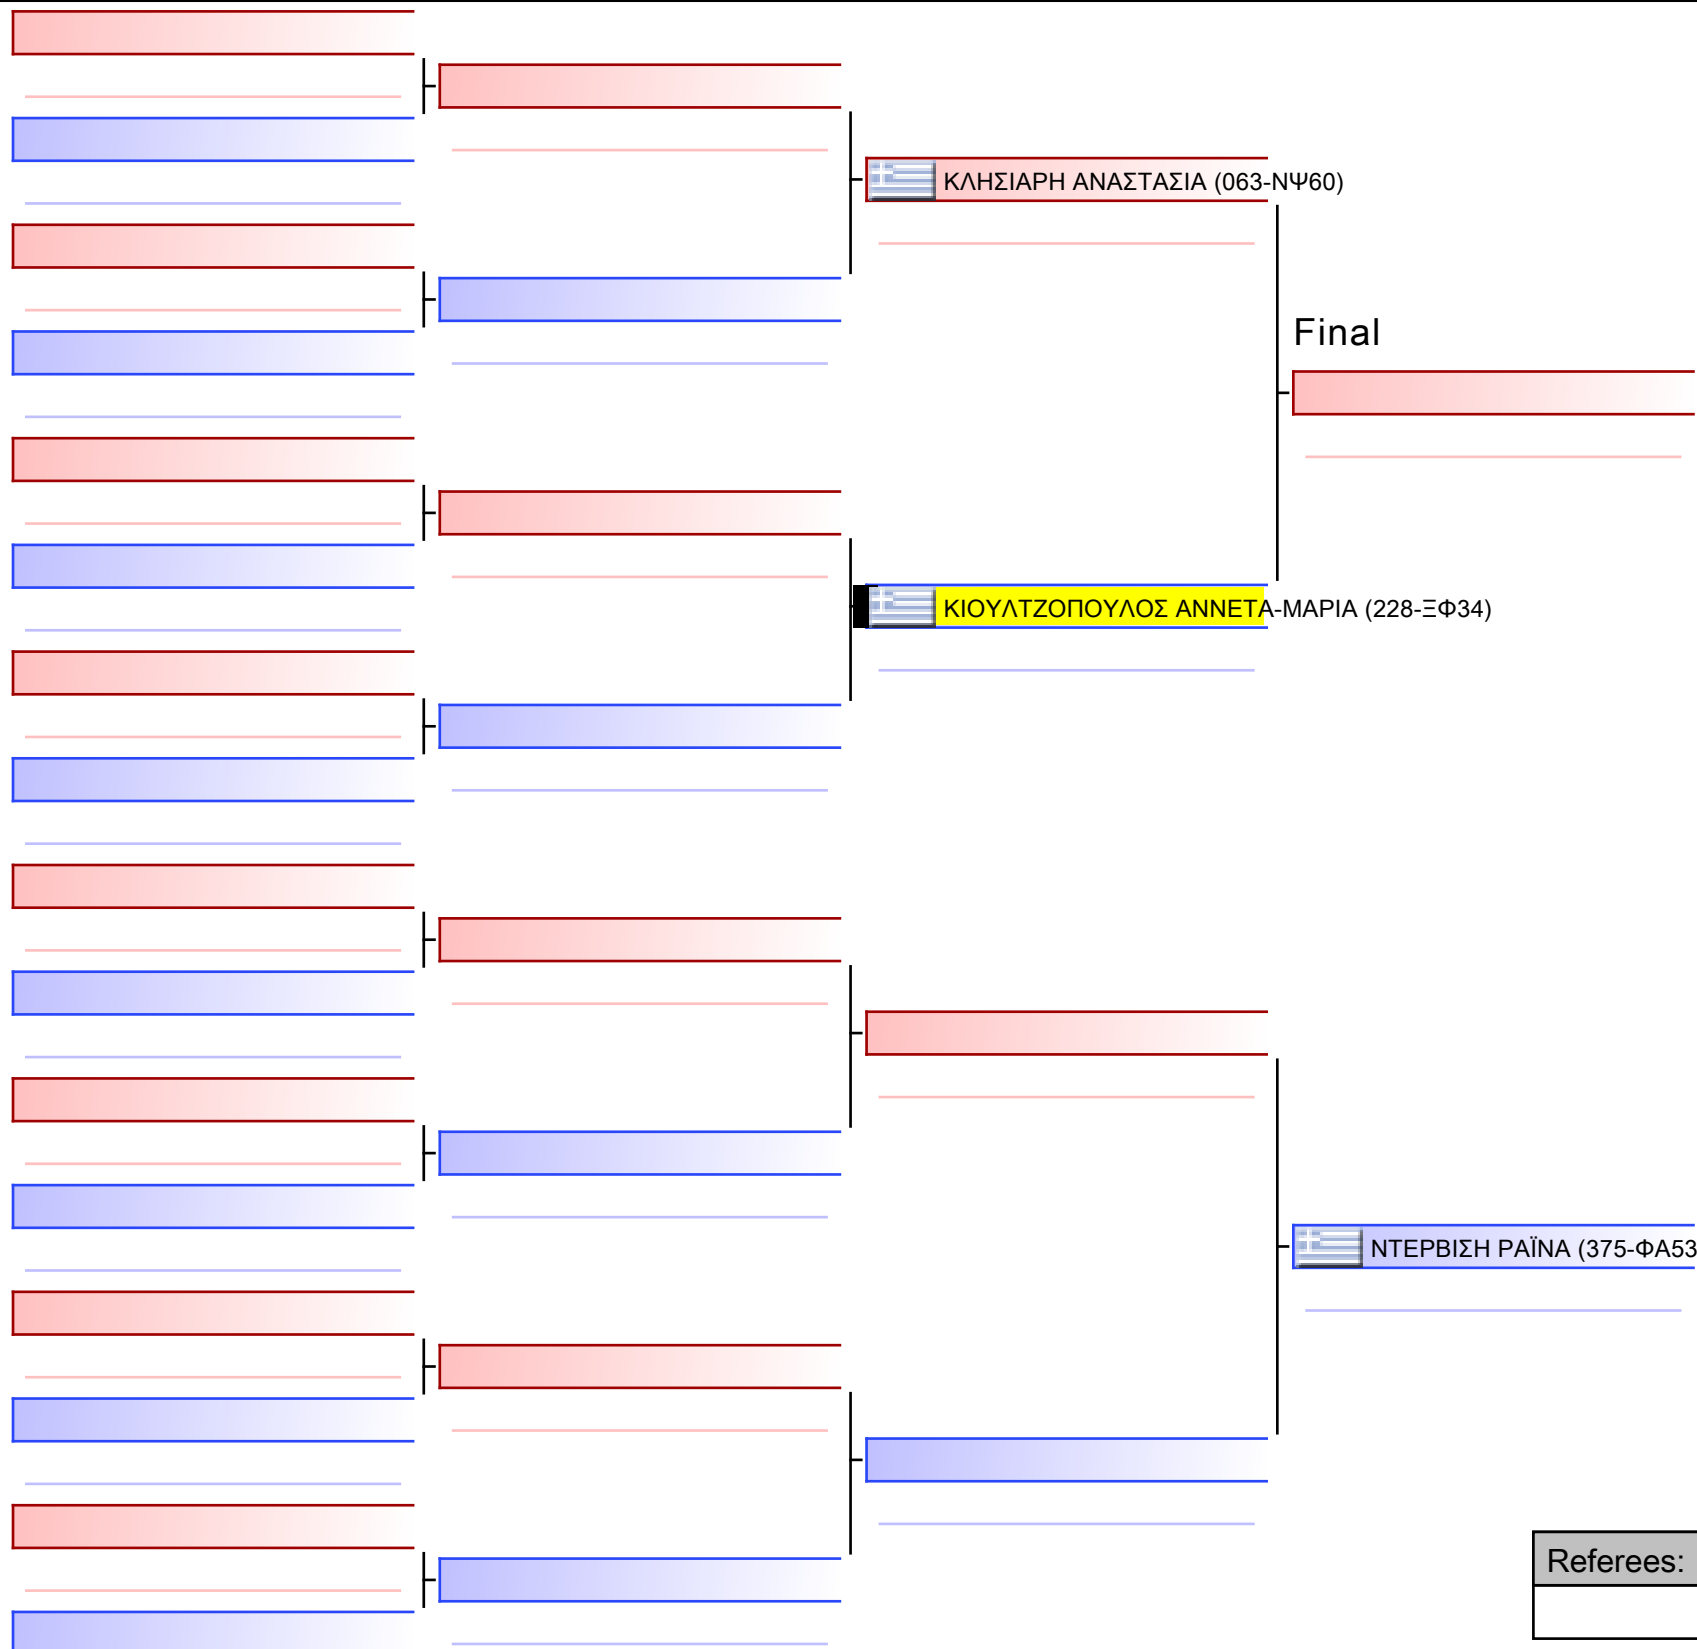 ΚΛΗΣΙΑΡΗ ΑΝΑΣΤΑΣΙΑ (063-ΝΨ60)
Final
ΚΙΟΥΛΤΖΟΠΟΥΛΟΣ ΑΝΝΕΤΑ-ΜΑΡΙΑ (228-ΞΦ34)
ΝΤΕΡΒΙΣΗ ΡΑΪΝΑ (375-ΦΑ53
Referees: